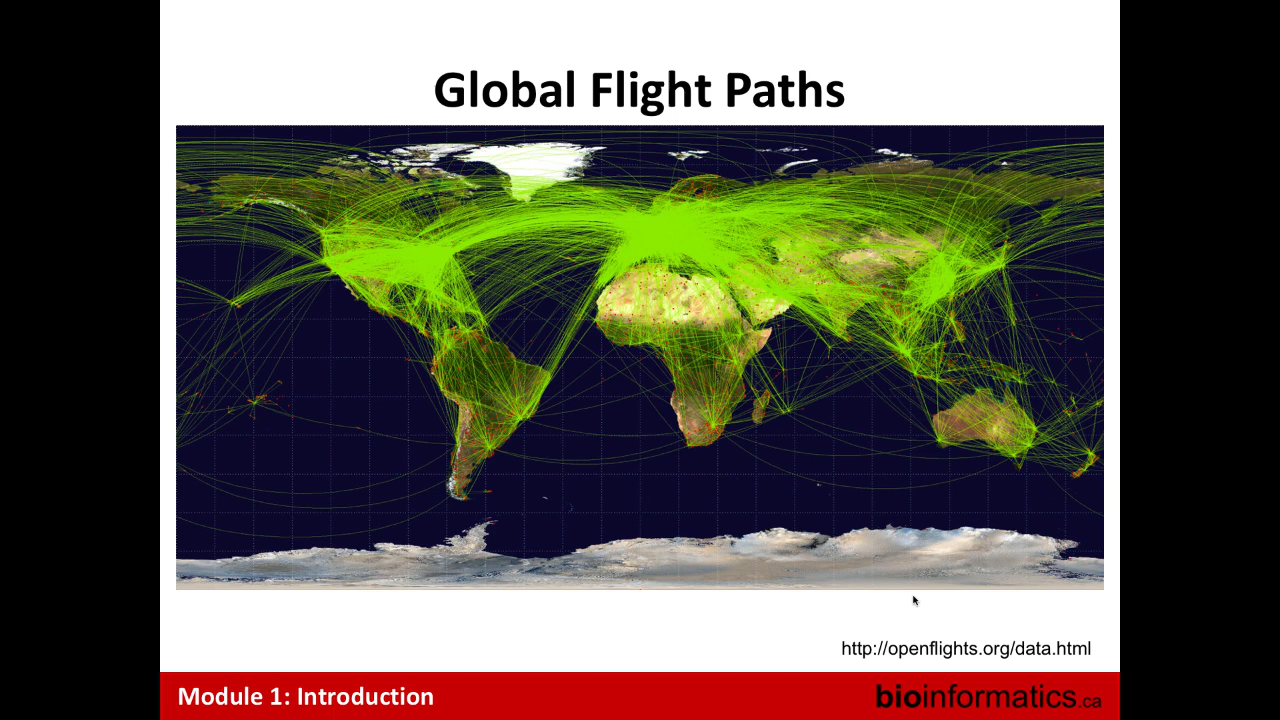 Global Flight Paths
http://openflights.org/data.html
Module 1: Introduction
bioinformatics.ca